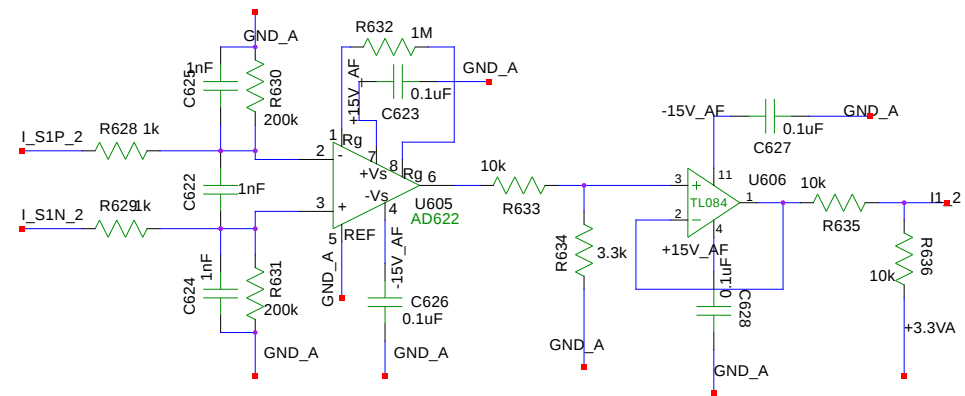 GND_A
1nF
C625
R630
200k
R632
1M
+15V_AF
GND_A
0.1uF
C623
I_S1P_2
R628 1k
1
Rg
2
-
7
8
Rg
6
+Vs
-Vs
C622
1nF
I_S1N_2
R629
1k
3
+
4
5
REF
U605
AD622
GND_A
-15V_AF
1nF
C624
R631
200k
C626
0.1uF
GND_A
GND_A
10k
R633
R634
3.3k
GND_A
-15V_AF
0.1uF
C627
GND_A
3
+
11
U606
TL084
1
2
-
4
+15V_AF
0.1uF
C628
GND_A
10k
R635
I1_2
R636
10k
+3.3VA